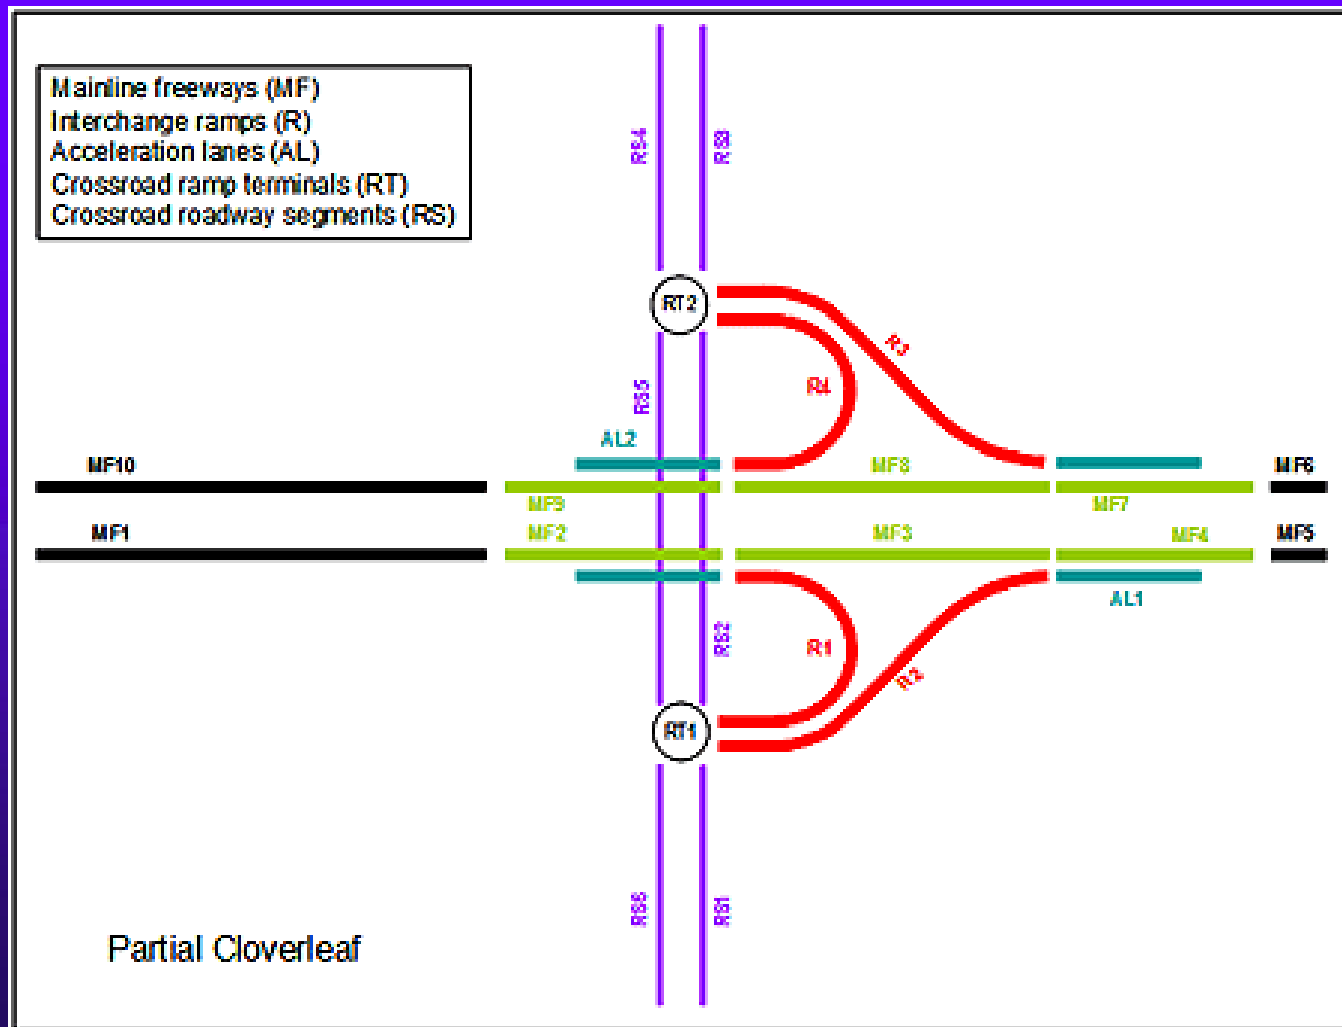 Mainline freeways (MF)
Interchange ramps (R)
Acceleration lanes (AL)
Crossroad ramp terminals (RT)
Crossroad roadway segments (RS)
RS4
RS3
RT2
R3
R4
RS5
AL2
MF10
MF8
MF6
MF9
MF7
MF1
MF2
MF3
MF4
MF5
AL1
RS2
R1
R2
RT1
RS6
RS1
Partial Cloverleaf